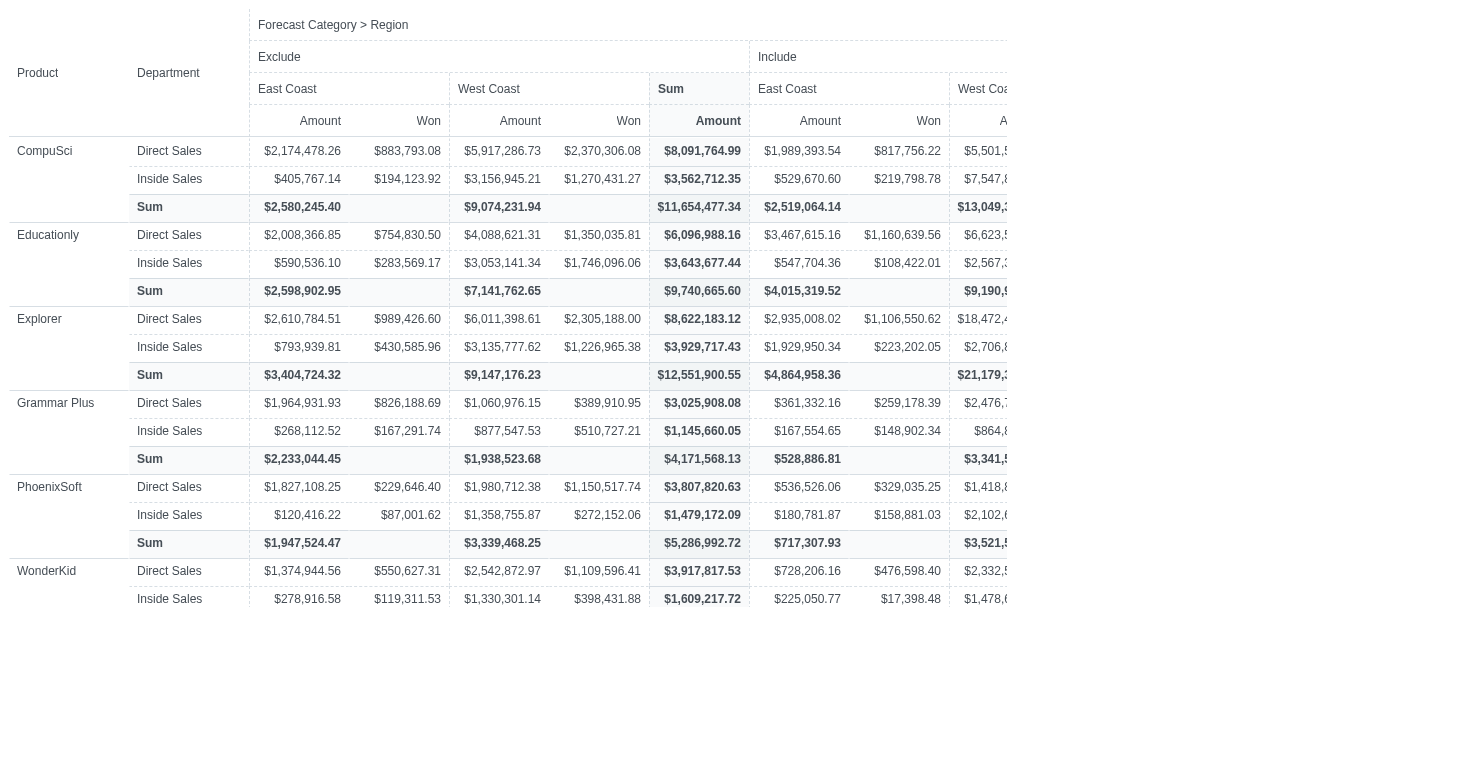 Forecast Category > Region
Product Department Exclude Include
East Coast West Coast Sum East Coast West
Amount Won Amount Won Amount Amount Won
CompuSci Direct Sales $2,174,478.26 $883,793.08 $5,917,286.73 $2,370,306.08 $8,091,764.99 $1,989,393.54 $817,756.22 $5,501,5
Inside Sales $405,767.14 $194,123.92 $3,156,945.21 $1,270,431.27 $3,562,712.35 $529,670.60 $219,798.78 $7,547,8
Sum $2,580,245.40 $9,074,231.94 $11,654,477.34 $2,519,064.14 $13,049,3
Educationly Direct Sales $2,008,366.85 $754,830.50 $4,088,621.31 $1,350,035.81 $6,096,988.16 $3,467,615.16 $1,160,639.56 $6,623,5
Inside Sales $590,536.10 $283,569.17 $3,053,141.34 $1,746,096.06 $3,643,677.44 $547,704.36 $108,422.01 $2,567,3
Sum $2,598,902.95 $7,141,762.65 $9,740,665.60 $4,015,319.52 $9,190,9
Explorer Direct Sales $2,610,784.51 $989,426.60 $6,011,398.61 $2,305,188.00 $8,622,183.12 $2,935,008.02 $1,106,550.62 $18,472,4
Inside Sales $793,939.81 $430,585.96 $3,135,777.62 $1,226,965.38 $3,929,717.43 $1,929,950.34 $223,202.05 $2,706,8
Sum $3,404,724.32 $9,147,176.23 $12,551,900.55 $4,864,958.36 $21,179,3
Grammar Plus Direct Sales $1,964,931.93 $826,188.69 $1,060,976.15 $389,910.95 $3,025,908.08 $361,332.16 $259,178.39 $2,476,7
Inside Sales $268,112.52 $167,291.74 $877,547.53 $510,727.21 $1,145,660.05 $167,554.65 $148,902.34 $864,8
Sum $2,233,044.45 $1,938,523.68 $4,171,568.13 $528,886.81 $3,341,5
PhoenixSoft Direct Sales $1,827,108.25 $229,646.40 $1,980,712.38 $1,150,517.74 $3,807,820.63 $536,526.06 $329,035.25 $1,418,8
Inside Sales $120,416.22 $87,001.62 $1,358,755.87 $272,152.06 $1,479,172.09 $180,781.87 $158,881.03 $2,102,6
Sum $1,947,524.47 $3,339,468.25 $5,286,992.72 $717,307.93 $3,521,5
WonderKid Direct Sales $1,374,944.56 $550,627.31 $2,542,872.97 $1,109,596.41 $3,917,817.53 $728,206.16 $476,598.40 $2,332,5
Inside Sales $278,916.58 $119,311.53 $1,330,301.14 $398,431.88 $1,609,217.72 $225,050.77 $17,398.48 $1,478,6